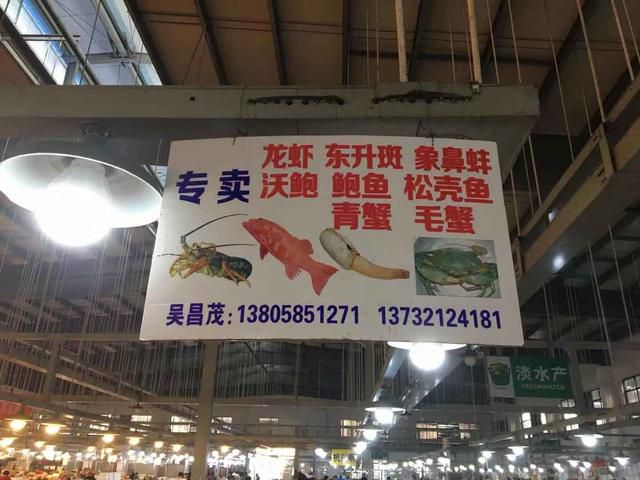 专卖
龙虾 东升斑 象鼻蚌
沃鲍 鲍鱼 松壳鱼
青蟹 毛蟹
吴昌茂:13805851271 13732124181
淡水产
FRESHWATER